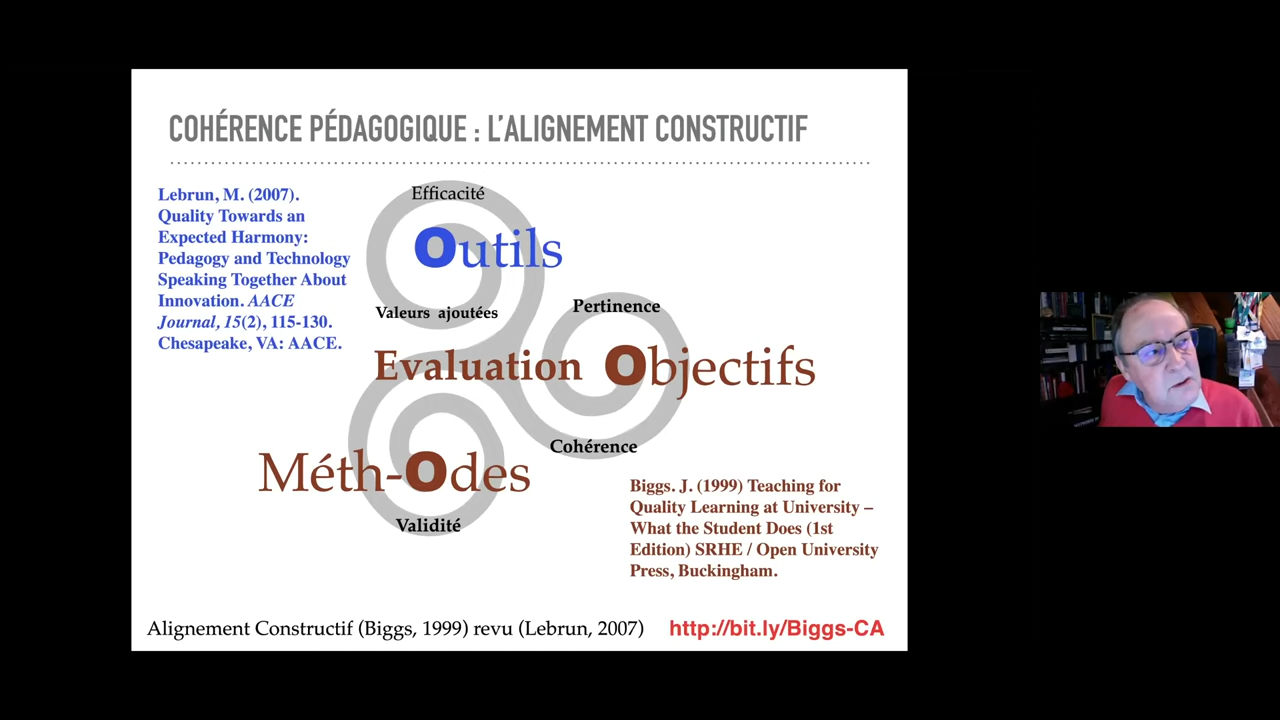 COHÉRENCE PÉDAGOGIQUE : L'ALIGNEMENT CONSTRUCTIF
Lebrun, M. (2007).
Quality Towards an
Expected Harmony:
Pedagogy and Technology
Speaking Together About
Innovation. AACE
Journal, 15(2), 115-130.
Chesapeake, VA: AACE.
Efficacité
Outils
Valeurs ajoutées
Pertinence
Evaluation
Objectifs
Cohérence
Méth-Odes
Validité
Biggs. J. (1999) Teaching for
Quality Learning at University –
What the Student Does (1st
Edition) SRHE / Open University
Press, Buckingham.
Alignement Constructif (Biggs, 1999) revu (Lebrun, 2007)
http://bit.ly/Biggs-CA